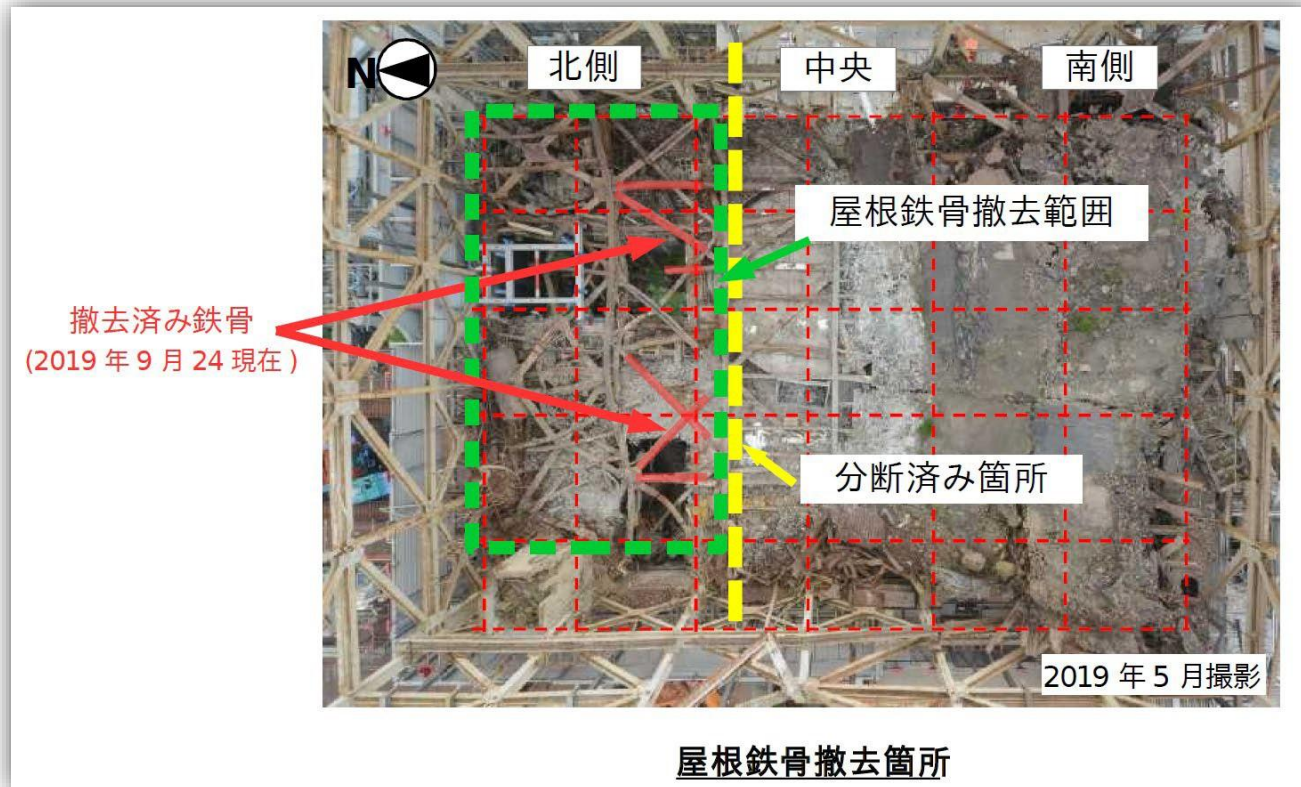 N
北側
中央
南側
屋根鉄骨撤去範囲
撤去済み鉄骨
(2019 年 9 月 24 現在 )
分断済み箇所
2019 年 5 月撮影
屋根鉄骨撤去箇所